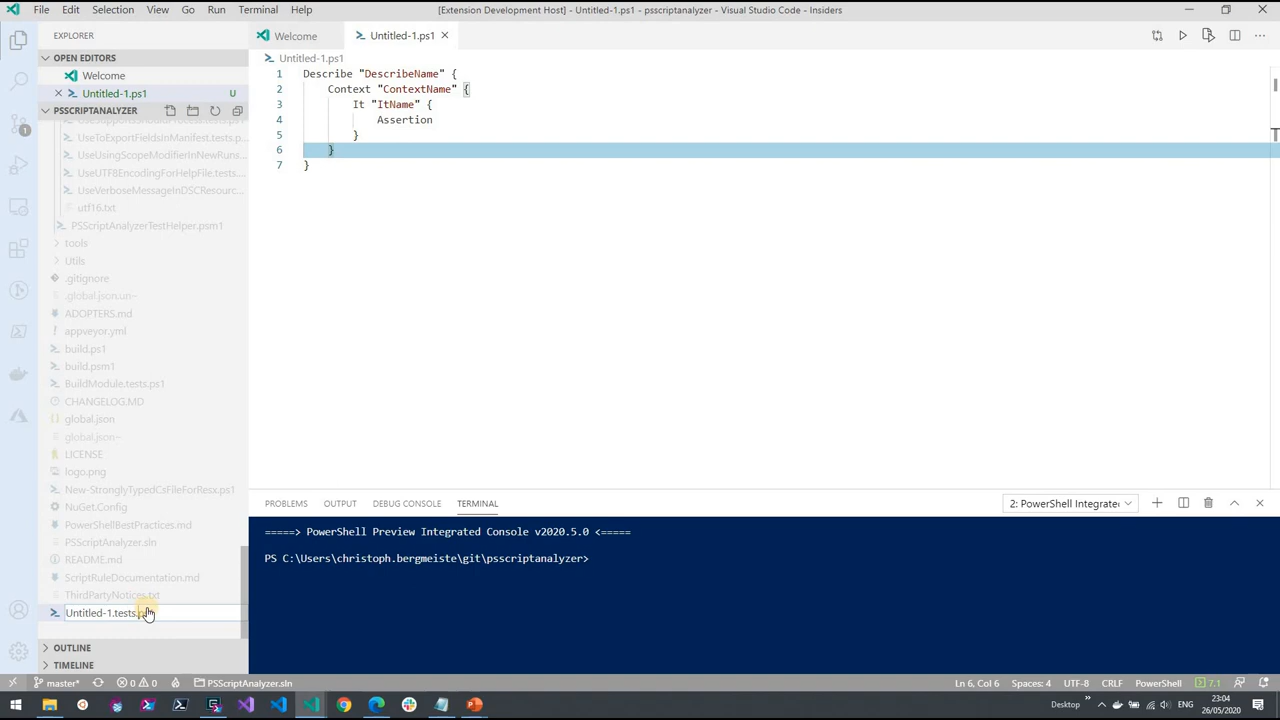 File Edit Selection View Go Run Terminal Help
[Extension Development Host] - Untitled-1.ps1 - psscriptanalyzer - Visual Studio Code - Insiders
EXPLORER
OPEN EDITORS
Welcome
Untitled-1.ps1 U
PSSCRIPTANALYZER
UseToExportFieldsInManifest.tests.p...
UseUsingScopeModifierInNewRuns...
UseUTF8EncodingForHelpFile.tests....
UseVerboseMessageInDSCResourc...
utf16.txt
PSScriptAnalyzerTestHelper.psm1
tools
Utils
.gitignore
.global.json.un~
ADOPTERS.md
appveyor.yml
build.ps1
build.psm1
BuildModule.tests.ps1
CHANGELOG.MD
global.json
global.json~
LICENSE
logo.png
New-StronglyTypedCsFileForResx.ps1
NuGet.Config
PowerShellBestPractices.md
PSScriptAnalyzer.sln
README.md
ScriptRuleDocumentation.md
ThirdPartyNotices.txt
Untitled-1.tests.
OUTLINE
TIMELINE
Welcome
Untitled-1.ps1
Untitled-1.ps1
1 Describe "DescribeName" {
2 Context "ContextName" {
3 It "ItName" {
4 Assertion
5 }
6 }
7 }
PROBLEMS OUTPUT DEBUG CONSOLE TERMINAL
2: PowerShell Integrate
=====> PowerShell Preview Integrated Console v2020.5.0 <=====
PS C:\Users\christoph.bergmeiste\git\psscriptanalyzer>
1
master* 0 0 PSScriptAnalyzer.sln
Ln 6, Col 6 Spaces: 4 UTF-8 CRLF PowerShell 7.1
Desktop » ENG
23:04
26/05/2020